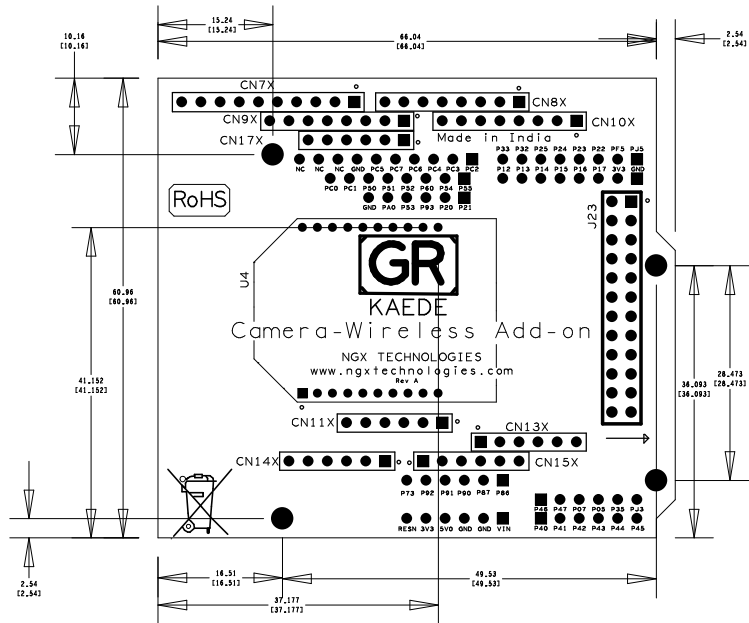 15.24
[15.24]
10.16
[10.16]
66.04
[66.04]
2.54
[2.54]
CN7X
CN8X
CN9X
CN10X
CN17X
Made in India
NC NC NC GND PC5 PC7 PC6 PC4 PC3 PC2
P33 P32 P25 P24 P23 P22 PF5 PJ5
PC0 PC1 P50 P51 P52 P60 P54 P55
P12 P13 P14 P15 P16 P17 3V3 GND
GND PA0 P53 P93 P20 P21
RoHS
J23
U4
GR
KAEDE
Camera-Wireless Add-on
NGX TECHNOLOGIES
www.ngxtechnologies.com
Rev A
60.96
[60.96]
41.152
[41.152]
28.473
[28.473]
36.093
[36.093]
CN11X
CN13X
CN14X
CN15X
P73 P92 P91 P90 P87 P86
P46 P47 P07 P05 P35 PJ3
RESN 3V3 5V0 GND GND VIN
P40 P41 P42 P43 P44 P45
2.54
[2.54]
16.51
[16.51]
49.53
[49.53]
37.177
[37.177]